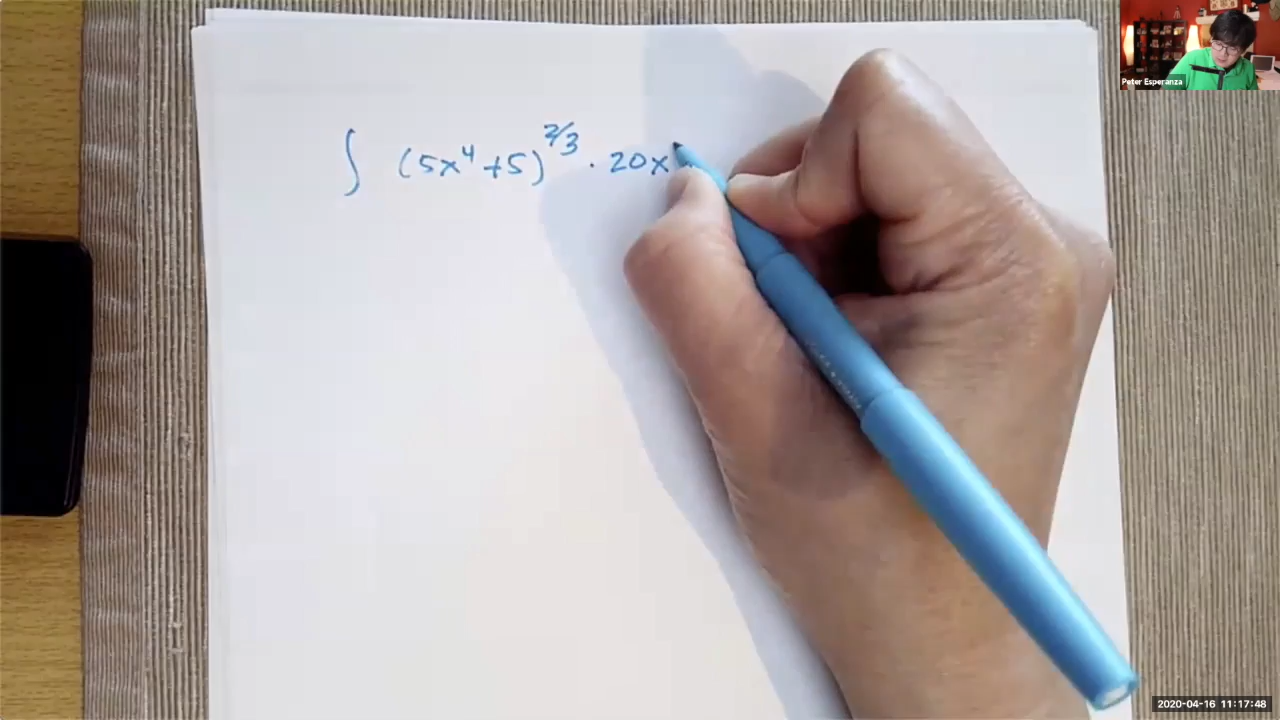 Peter Esperanza
∫ (5x⁴+5)^{2/3} · 20x
2020-04-16 11:17:48